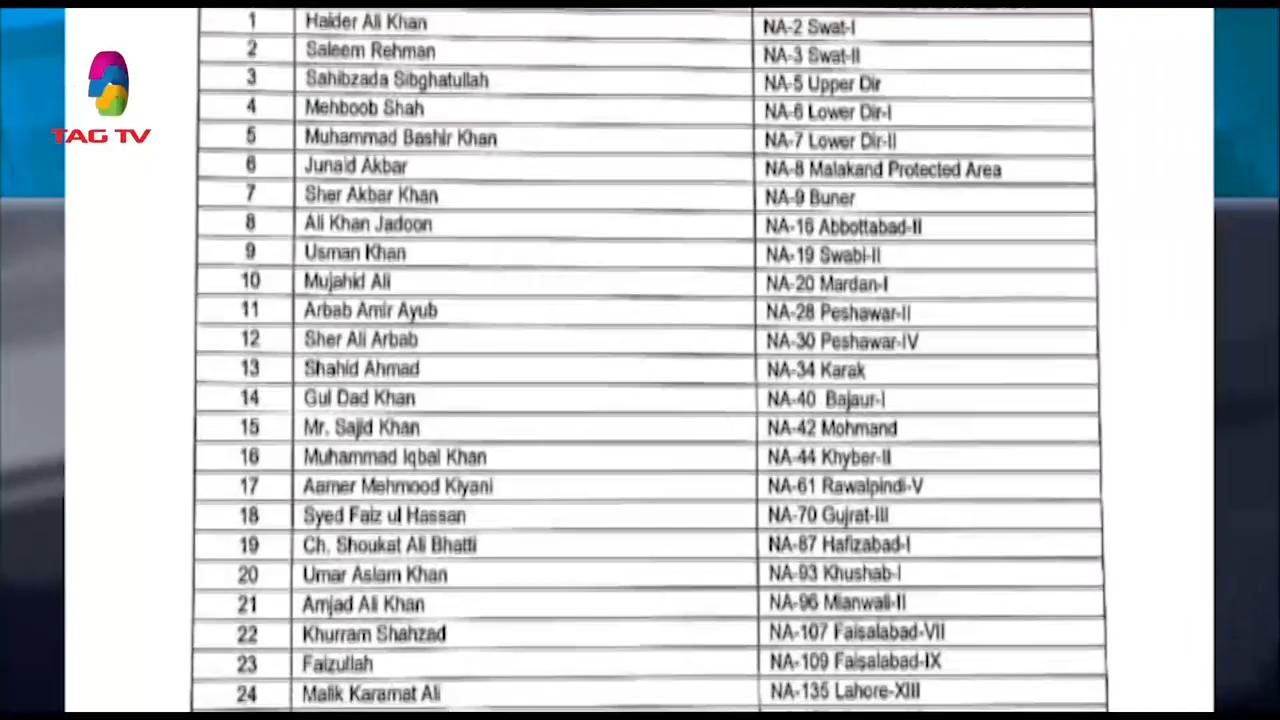 TAG TV
1 Haider Ali Khan NA-2 Swat-I
2 Saleem Rehman NA-3 Swat-II
3 Sahibzada Sibghatullah NA-5 Upper Dir
4 Mehboob Shah NA-6 Lower Dir-I
5 Muhammad Bashir Khan NA-7 Lower Dir-II
6 Junaid Akbar NA-8 Malakand Protected Area
7 Sher Akbar Khan NA-9 Buner
8 Ali Khan Jadoon NA-16 Abbottabad-II
9 Usman Khan NA-19 Swabi-II
10 Mujahid Ali NA-20 Mardan-I
11 Arbab Amir Ayub NA-28 Peshawar-II
12 Sher Ali Arbab NA-30 Peshawar-IV
13 Shahid Ahmad NA-34 Karak
14 Gul Dad Khan NA-40 Bajaur-I
15 Mr. Sajid Khan NA-42 Mohmand
16 Muhammad Iqbal Khan NA-44 Khyber-II
17 Aamer Mehmood Kiyani NA-61 Rawalpindi-V
18 Syed Faiz ul Hassan NA-70 Gujrat-III
19 Ch. Shoukat Ali Bhatti NA-87 Hafizabad-I
20 Umar Aslam Khan NA-93 Khushab-I
21 Amjad Ali Khan NA-96 Mianwali-II
22 Khurram Shahzad NA-107 Faisalabad-VII
23 Faizullah NA-109 Faisalabad-IX
24 Malik Karamat Ali NA-135 Lahore-XIII